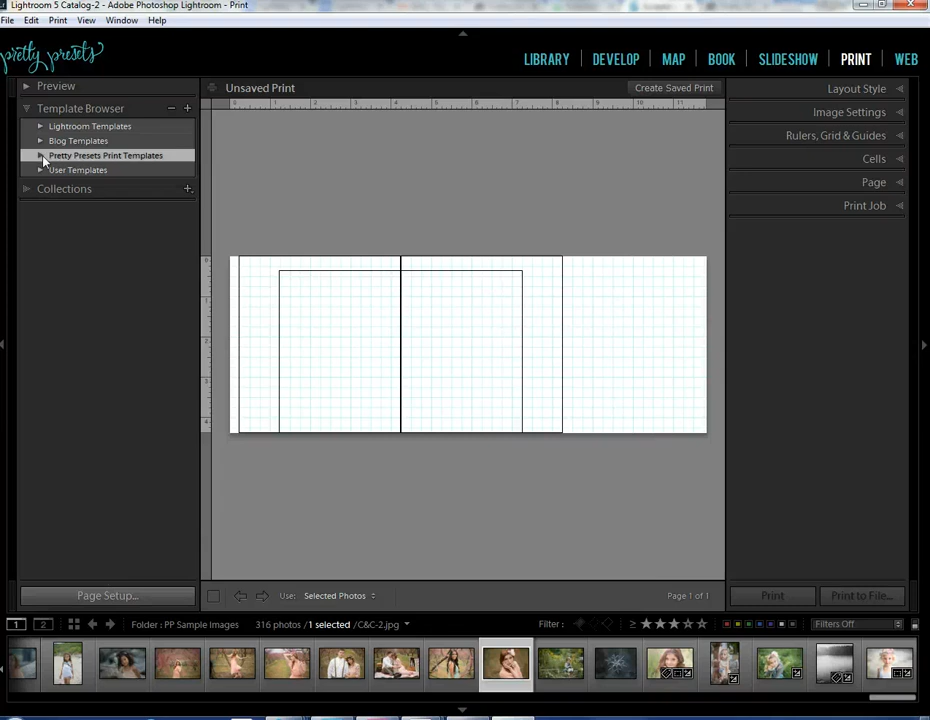 Lightroom 5 Catalog-2 - Adobe Photoshop Lightroom - Print
File Edit Print View Window Help
pretty presets
LIBRARY DEVELOP MAP BOOK SLIDESHOW PRINT WEB
Preview
Unsaved Print
Create Saved Print
Layout Style
Template Browser
Image Settings
Lightroom Templates
Rulers, Grid & Guides
Blog Templates
Pretty Presets Print Templates
Cells
User Templates
Page
Collections
Print Job
Page Setup...
Use: Selected Photos
Page 1 of 1
Print
Print to File...
1 2
Folder : PP Sample Images
316 photos / 1 selected / C&C-2.jpg
Filter :
Filters Off